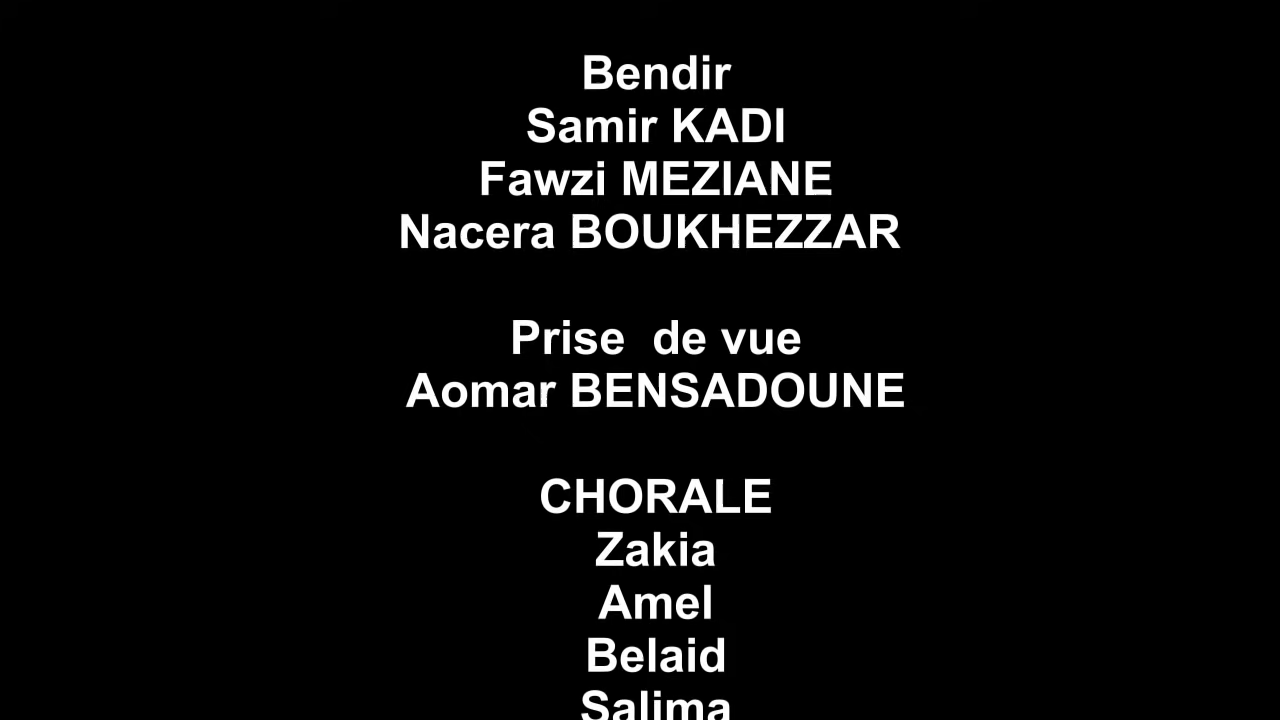 Bendir
Samir KADI
Fawzi MEZIANE
Nacera BOUKHEZZAR
Prise de vue
Aomar BENSADOUNE
CHORALE
Zakia
Amel
Belaid
Salima